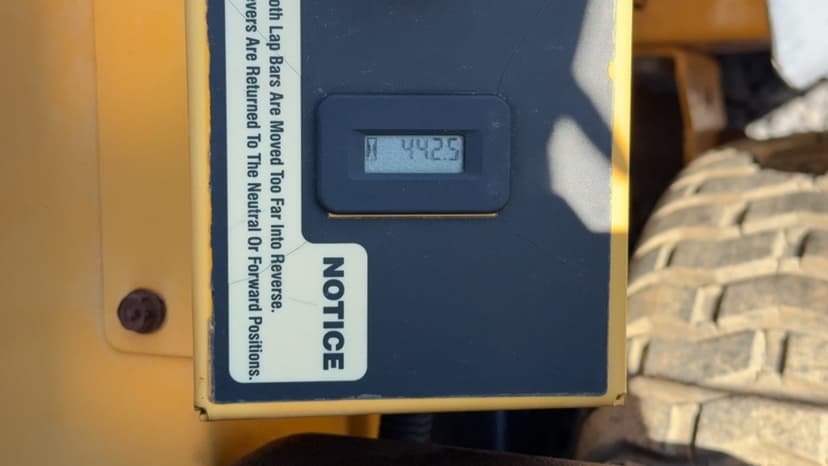 442.5
NOTICE
oth Lap Bars Are Moved Too Far Into Reverse.
evers Are Returned To The Neutral Or Forward Positions.